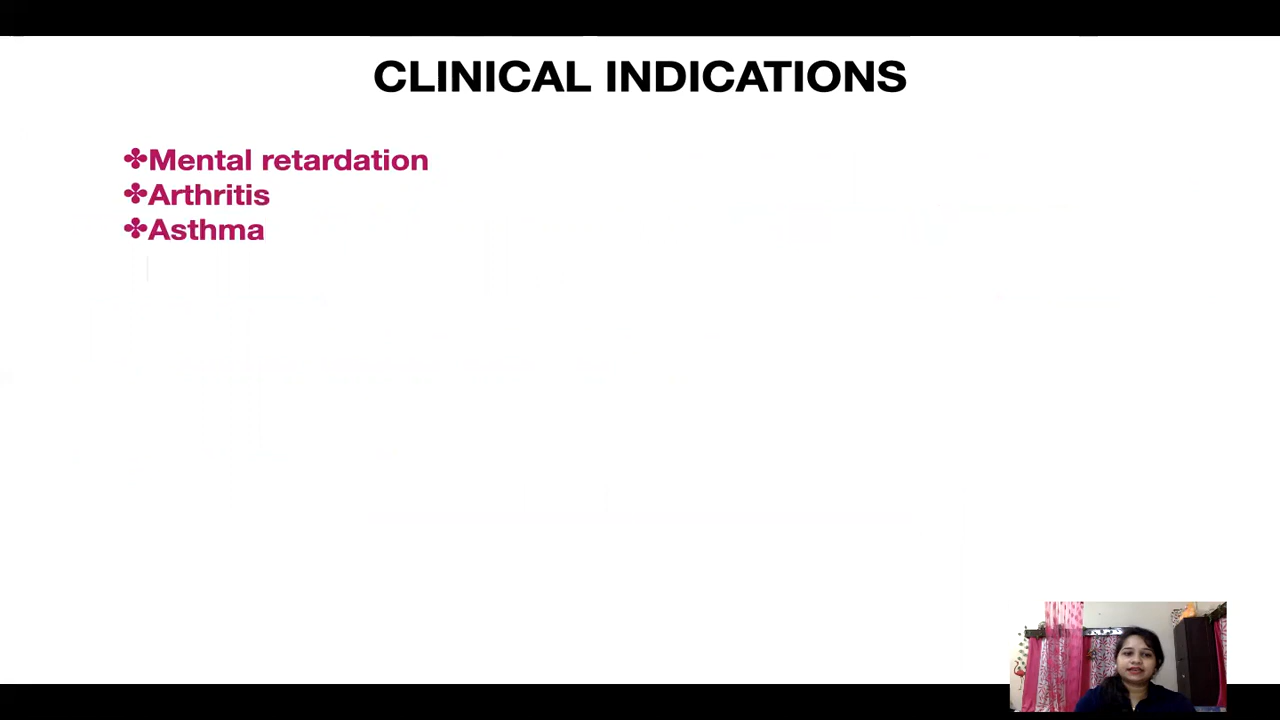 CLINICAL INDICATIONS
✤Mental retardation
✤Arthritis
✤Asthma